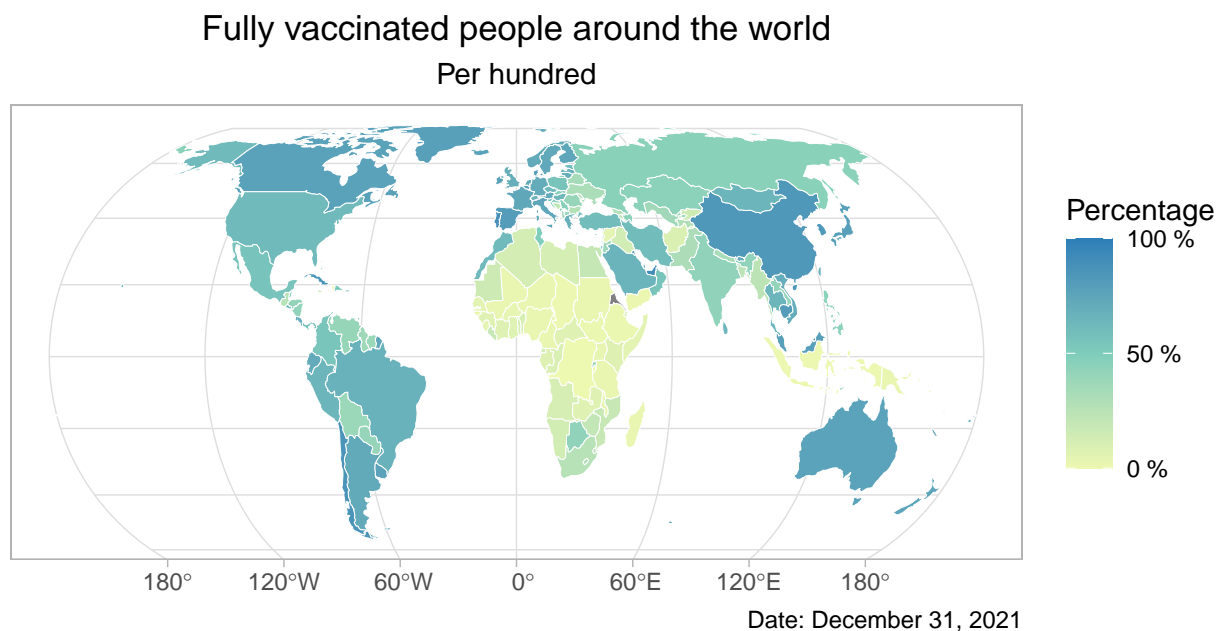 Fully vaccinated people around the world
Per hundred
Percentage
100 %
50 %
0 %
180° 120°W 60°W 0° 60°E 120°E 180°
Date: December 31, 2021